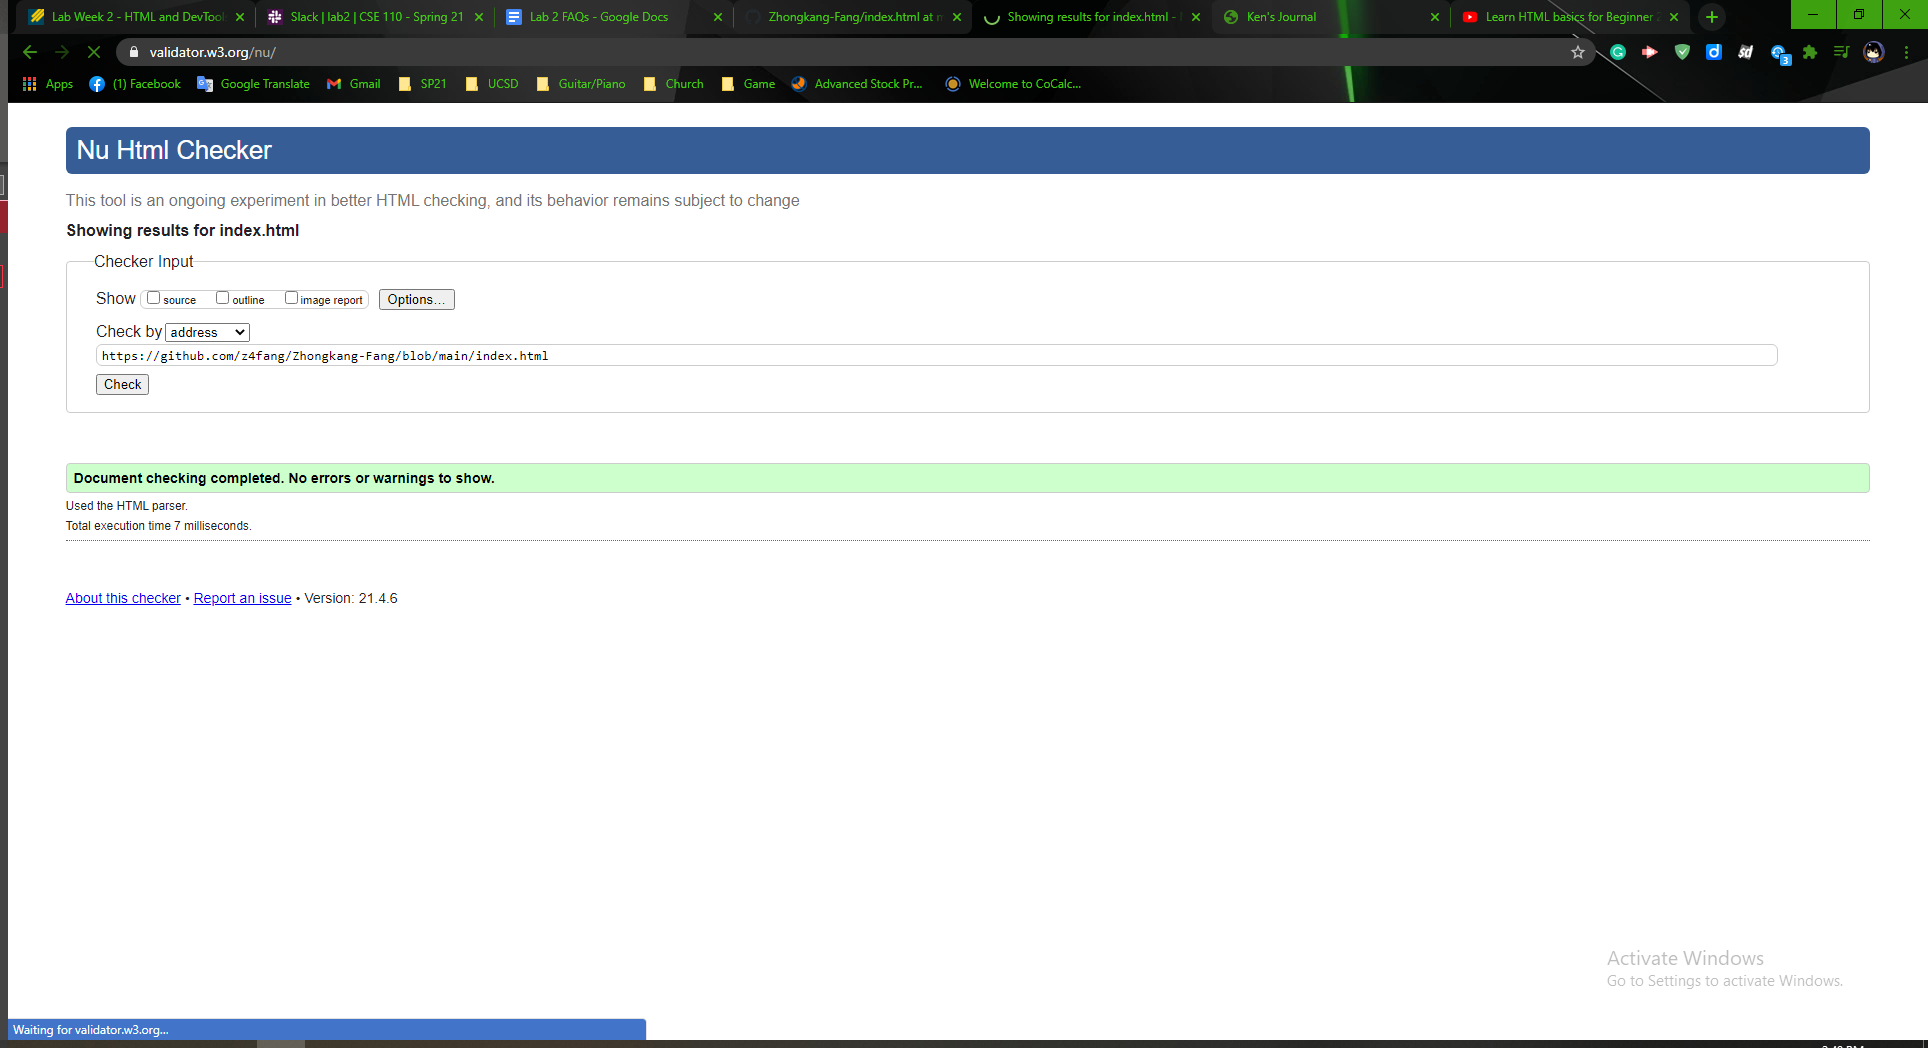 Lab Week 2 - HTML and DevTool
Slack | lab2 | CSE 110 - Spring 21
Lab 2 FAQs - Google Docs
Zhongkang-Fang/index.html at
Showing results for index.html -
Ken's Journal
Learn HTML basics for Beginner
validator.w3.org/nu/
3
Apps
(1) Facebook
Google Translate
Gmail
SP21
UCSD
Guitar/Piano
Church
Game
Advanced Stock Pr...
Welcome to CoCalc...
Nu Html Checker
This tool is an ongoing experiment in better HTML checking, and its behavior remains subject to change
Showing results for index.html
Checker Input
Show source outline image report Options...
Check by address
https://github.com/z4fang/Zhongkang-Fang/blob/main/index.html
Check
Document checking completed. No errors or warnings to show.
Used the HTML parser.
Total execution time 7 milliseconds.
About this checker • Report an issue • Version: 21.4.6
Activate Windows
Go to Settings to activate Windows.
Waiting for validator.w3.org...